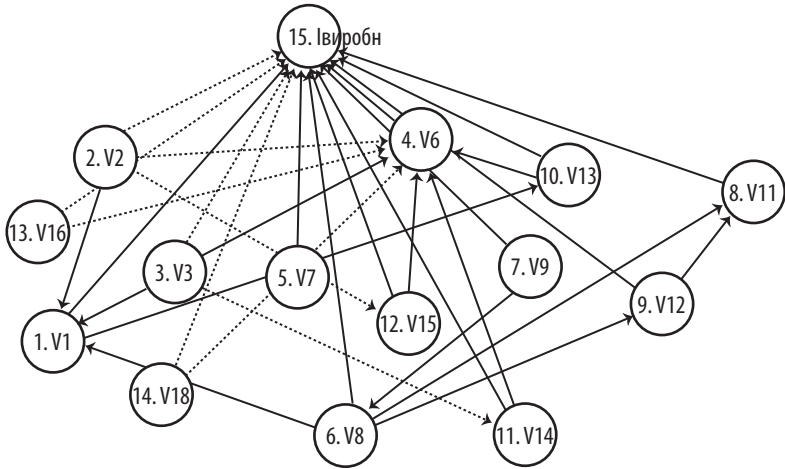 15. Івиробн
4. V6
2. V2
10. V13
8. V11
13. V16
3. V3
5. V7
7. V9
9. V12
12. V15
1. V1
14. V18
6. V8
11. V14